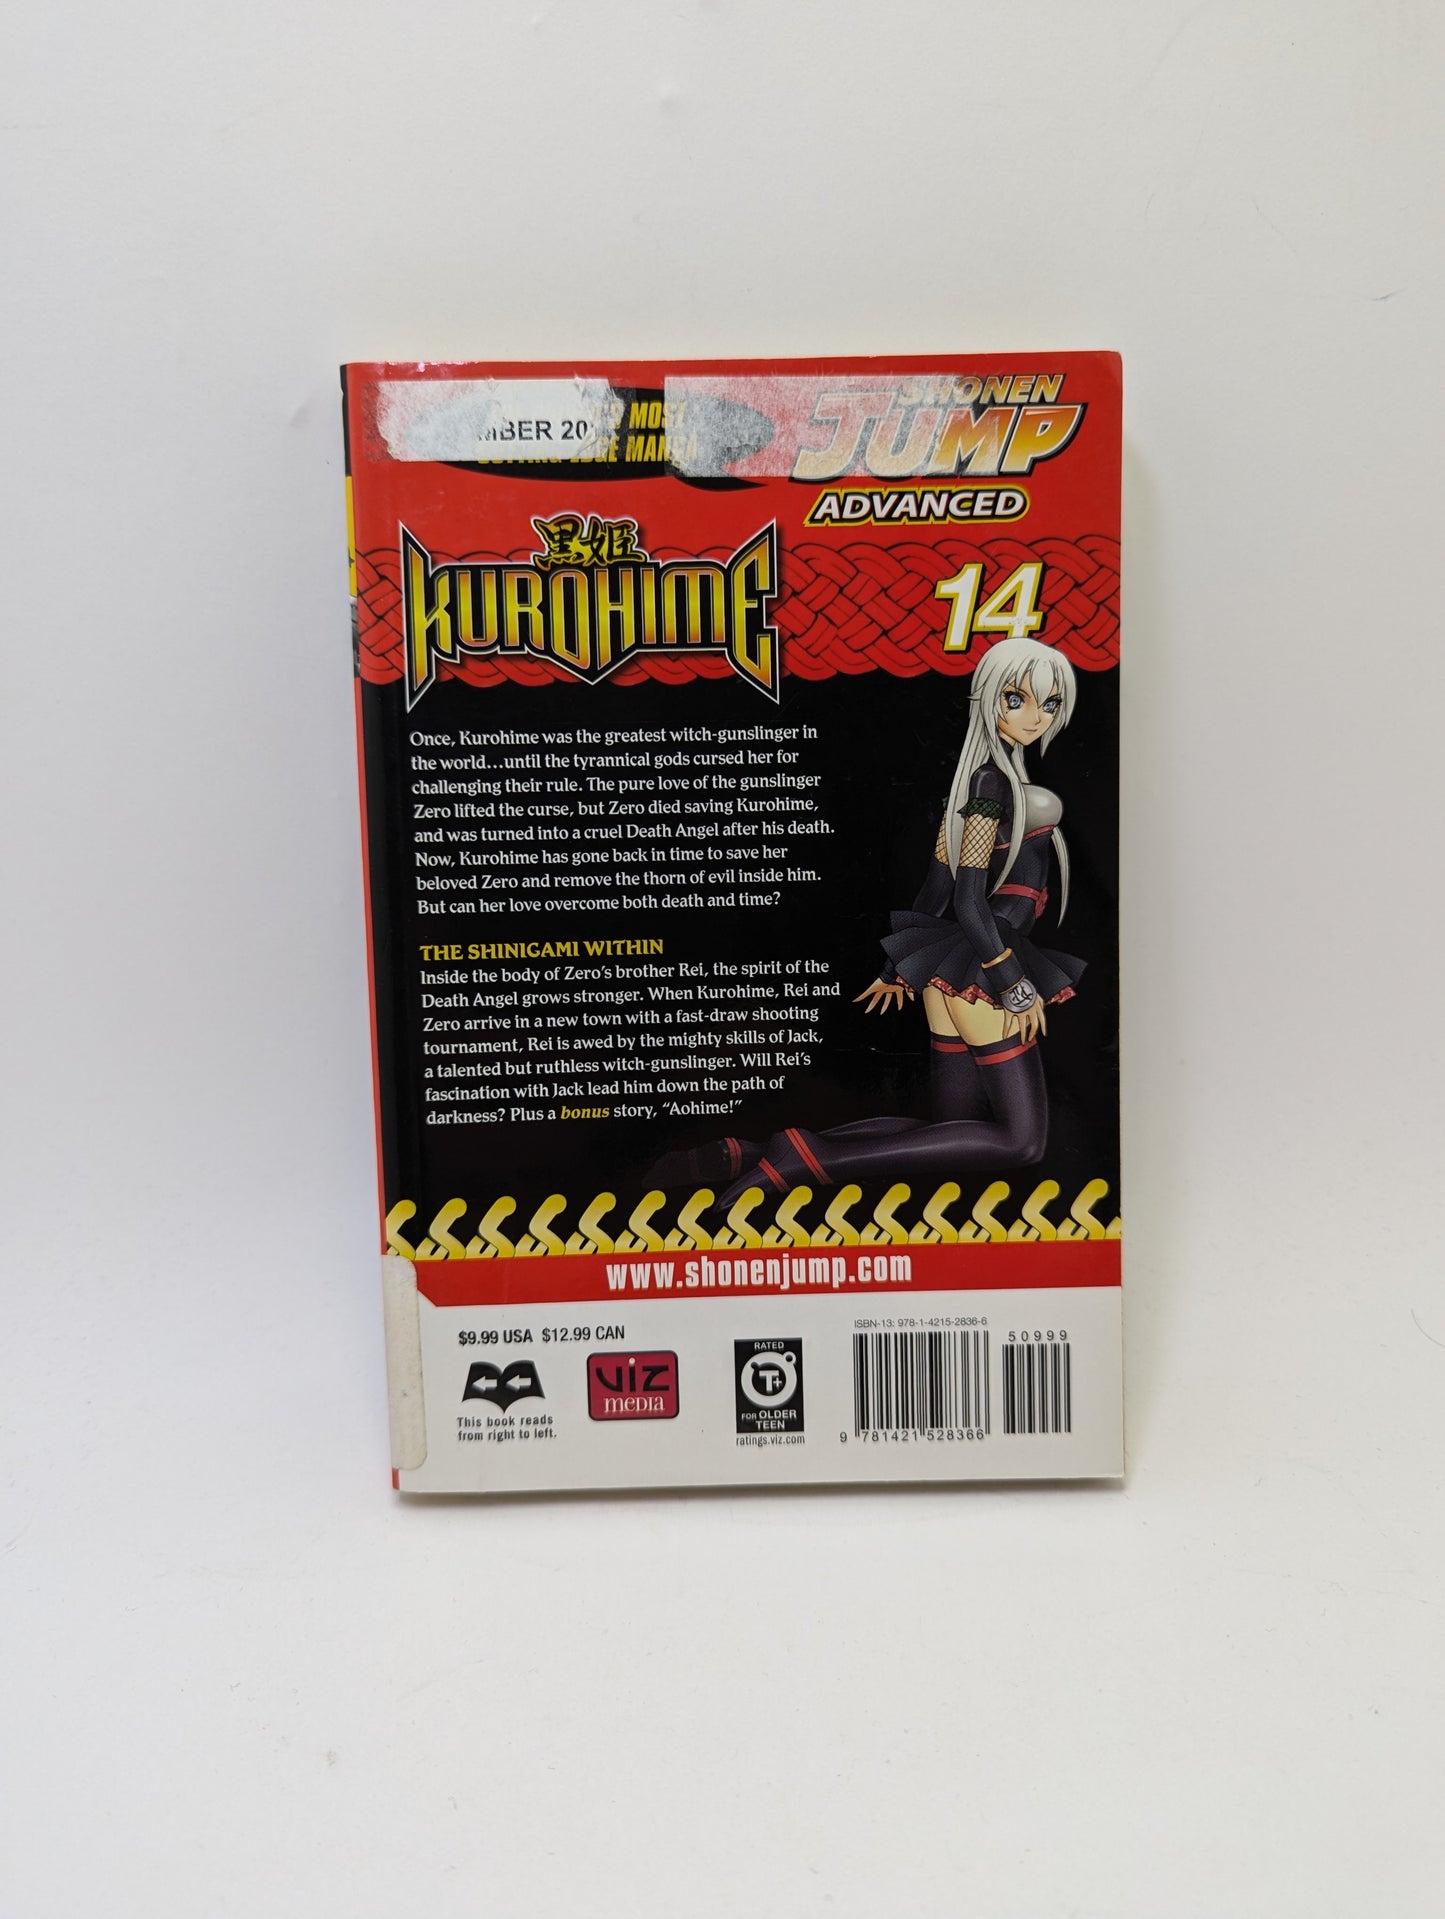 MOST
MBER 20
EDGE MANGA
SHONEN
JUMP
ADVANCED
黒姫
KUROHIME
14
Once, Kurohime was the greatest witch-gunslinger in
the world...until the tyrannical gods cursed her for
challenging their rule. The pure love of the gunslinger
Zero lifted the curse, but Zero died saving Kurohime,
and was turned into a cruel Death Angel after his death.
Now, Kurohime has gone back in time to save her
beloved Zero and remove the thorn of evil inside him.
But can her love overcome both death and time?
THE SHINIGAMI WITHIN
Inside the body of Zero's brother Rei, the spirit of the
Death Angel grows stronger. When Kurohime, Rei and
Zero arrive in a new town with a fast-draw shooting
tournament, Rei is awed by the mighty skills of Jack,
a talented but ruthless witch-gunslinger. Will Rei's
fascination with Jack lead him down the path of
darkness? Plus a bonus story, “Aohime!”
www.shonenjump.com
$9.99 USA $12.99 CAN
This book reads
from right to left.
VIZ
MEDIA
RATED
T+
FOR OLDER
TEEN
ratings.viz.com
ISBN-13: 978-1-4215-2836-6
50999
9 781421 528366